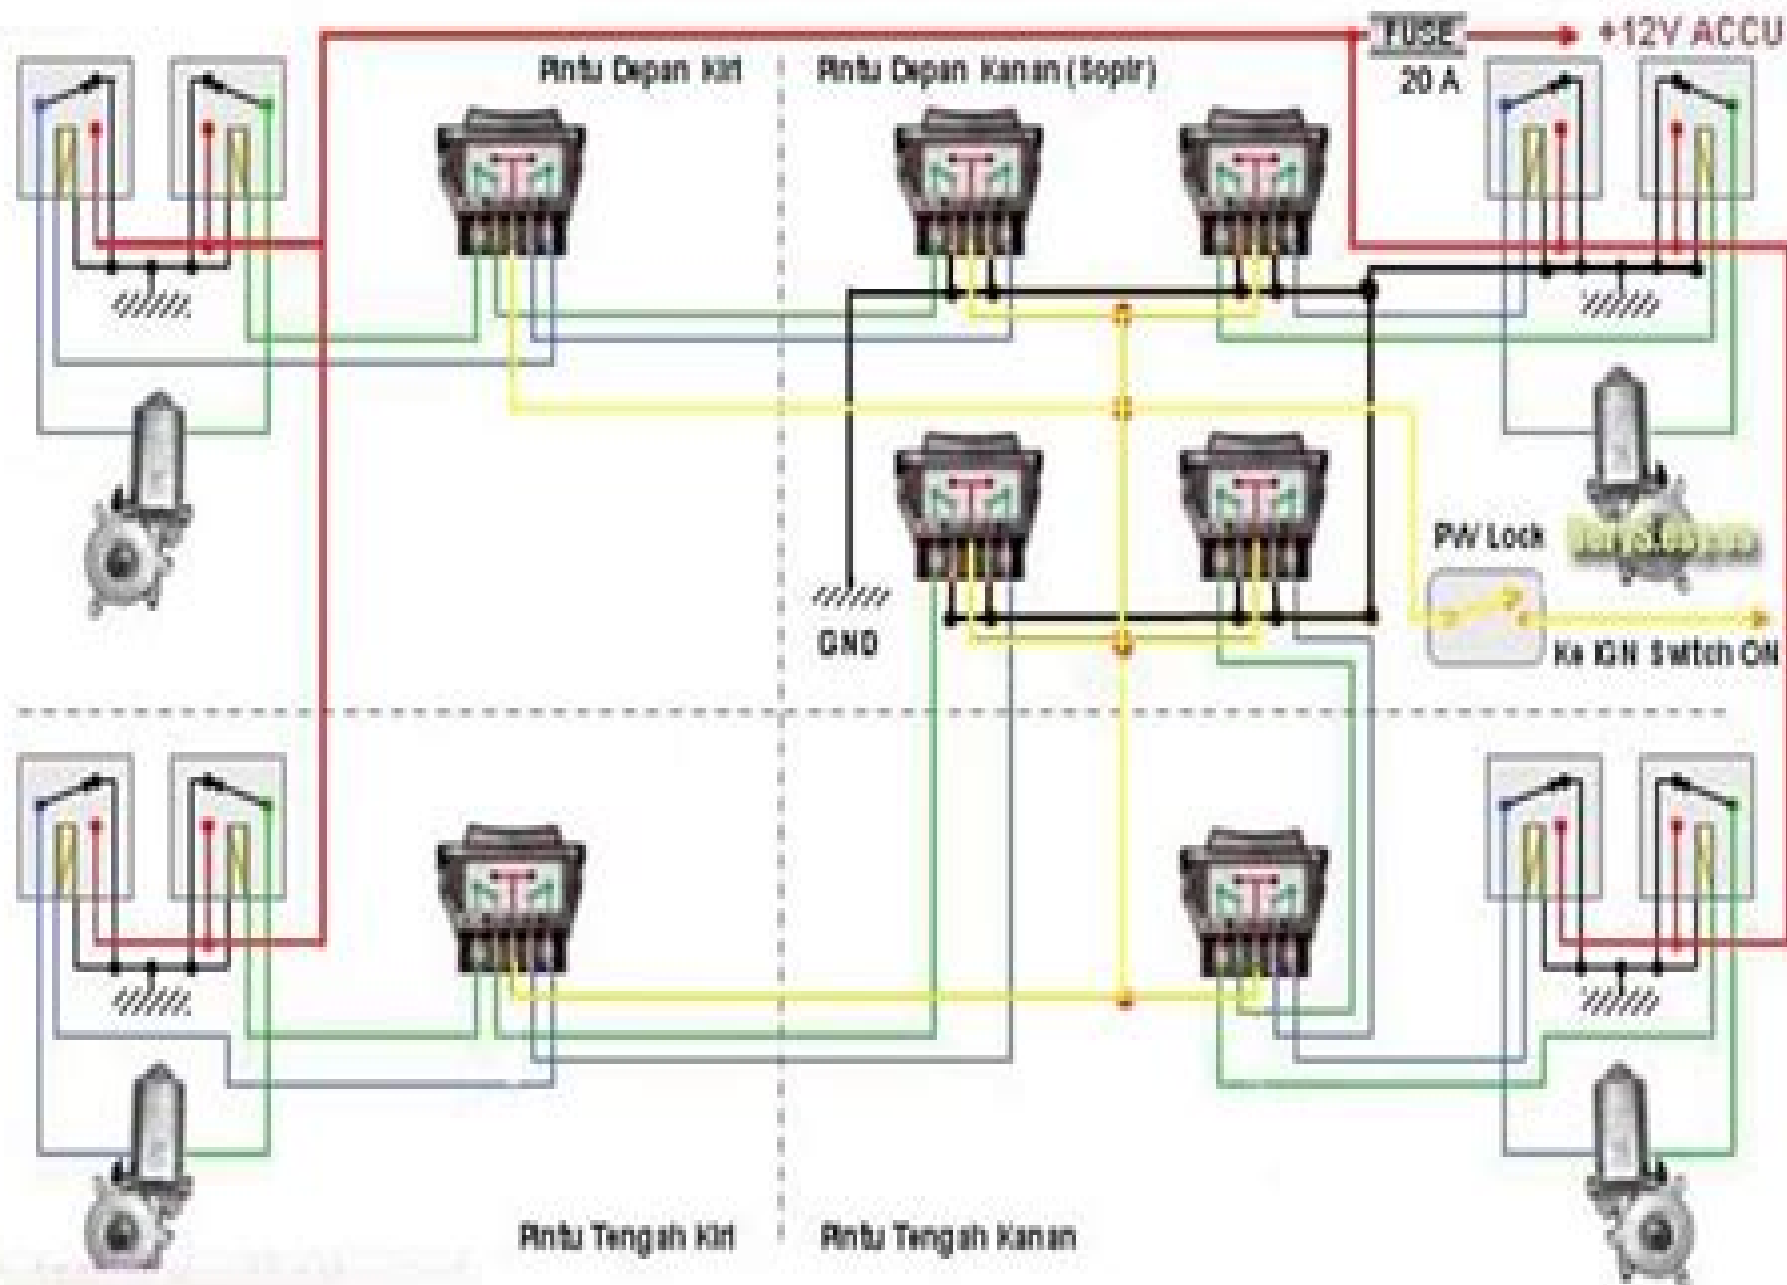 FUSE
+12V ACCU
20 A
Pintu Depan Kiri
Pintu Depan Kanan (Sopir)
PW Lock
GND
Ke IGN Switch ON
Pintu Tengah Kiri
Pintu Tengah Kanan